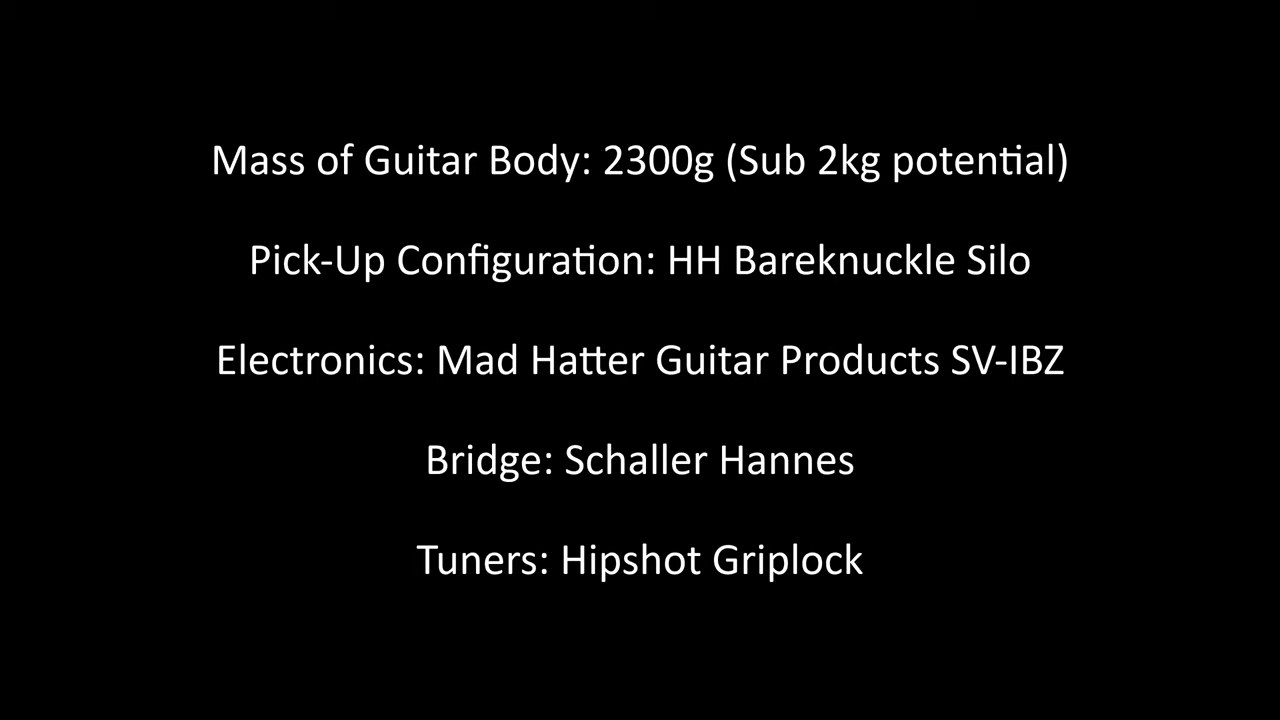 Mass of Guitar Body: 2300g (Sub 2kg potential)
Pick-Up Configuration: HH Bareknuckle Silo
Electronics: Mad Hatter Guitar Products SV-IBZ
Bridge: Schaller Hannes
Tuners: Hipshot Griplock